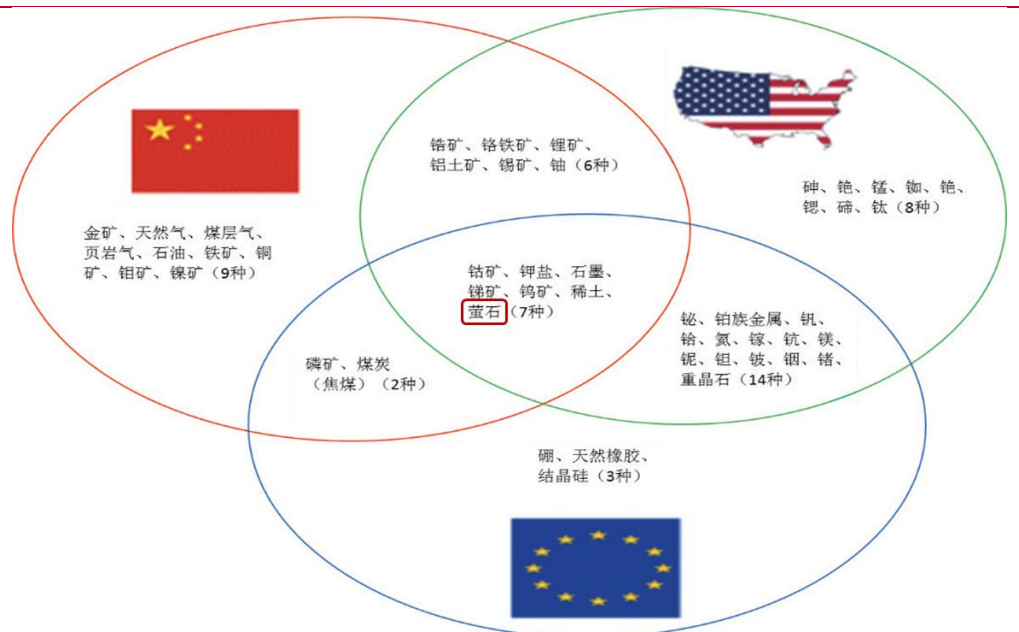 锆矿、铬铁矿、锂矿、
铝土矿、锡矿、铀（6种）
砷、铯、锰、铷、铯、
锶、碲、钛（8种）
金矿、天然气、煤层气、
页岩气、石油、铁矿、铜
矿、钼矿、镍矿（9种）
钴矿、钾盐、石墨、
锑矿、钨矿、稀土、
萤石（7种）
铋、铂族金属、钒、
铪、氦、镓、钪、镁、
铌、钽、铍、铟、锗、
重晶石（14种）
磷矿、煤炭
（焦煤）（2种）
硼、天然橡胶、
结晶硅（3种）